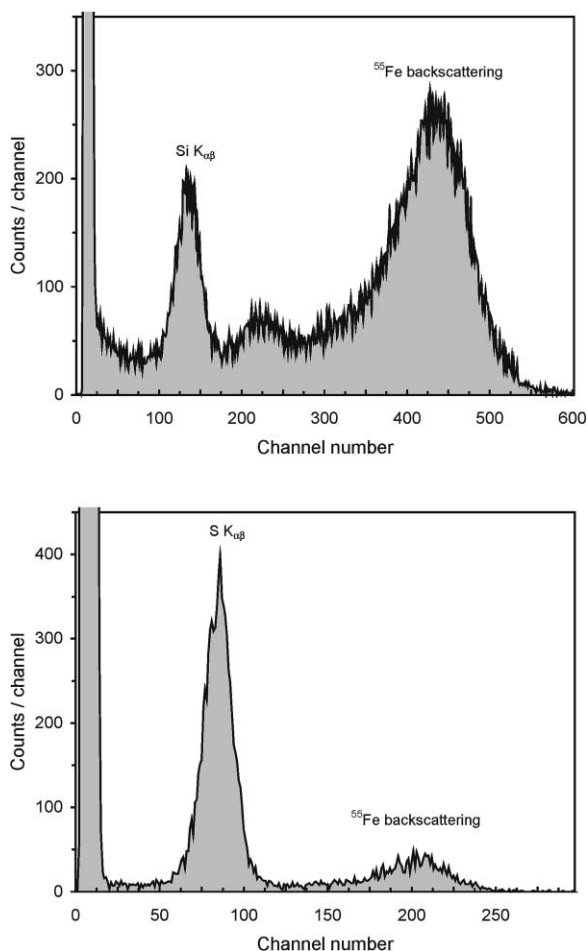 300
200
100
0
Counts / channel
Si Kαβ
⁵⁵Fe backscattering
0 100 200 300 400 500 600
Channel number
400
300
200
100
0
Counts / channel
S Kαβ
⁵⁵Fe backscattering
0 50 100 150 200 250
Channel number